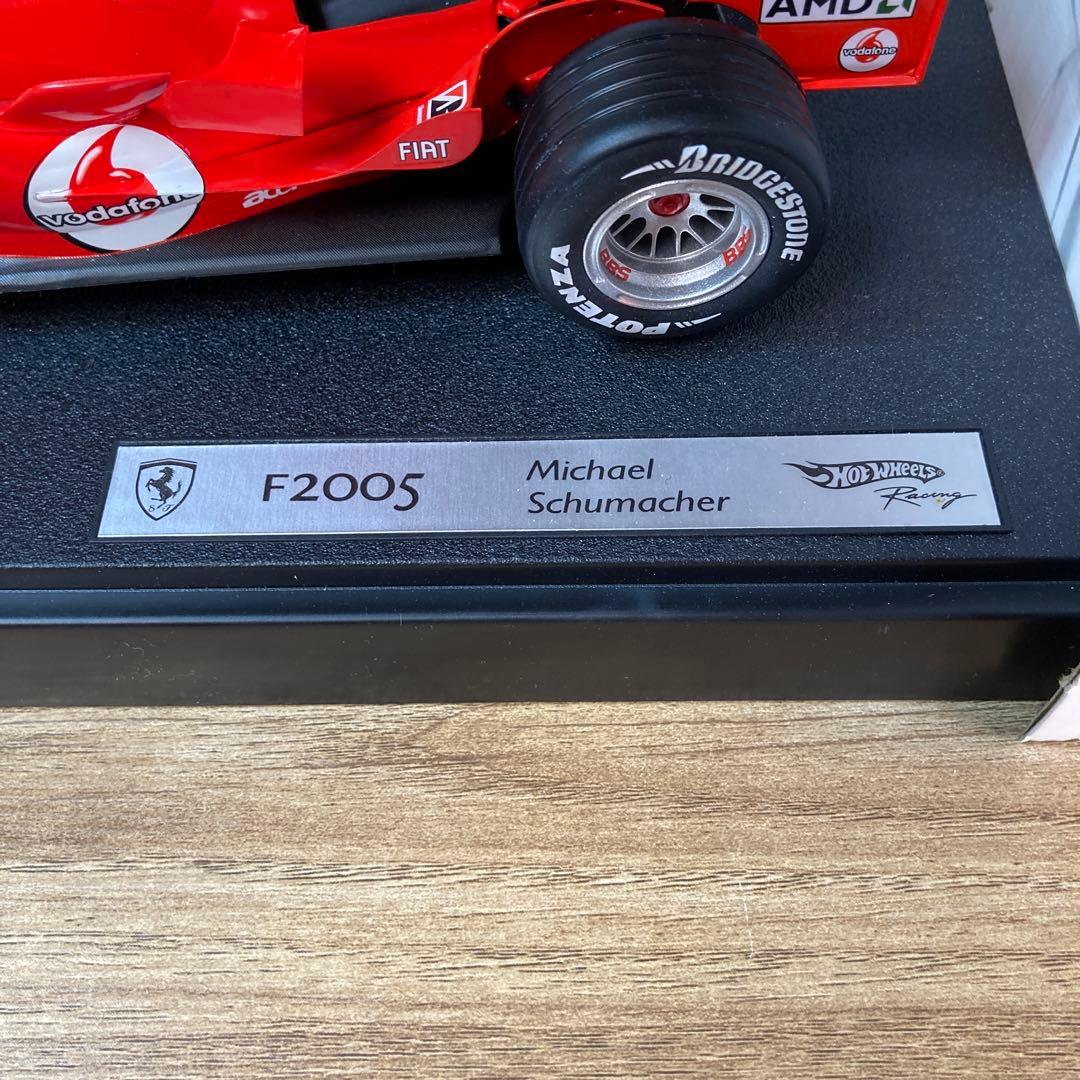 AMD
vodafone
FIAT
vodafone
BRIDGESTONE
BBS
BBS
POTENZA
F2005
Michael
Schumacher
HOT WHEELS
Racing
S F